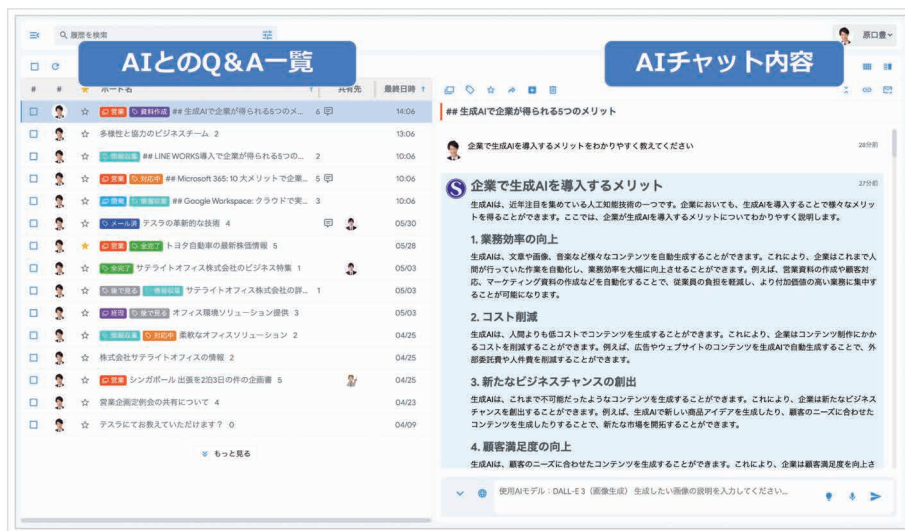 履歴を検索
原口豊
AIとのQ&A一覧
AIチャット内容
# # ボード名 共有先 最終日時
営業 資料作成 ## 生成AIで企業が得られる5つのメ... 6 14:06
多様性と協力のビジネスチーム 2 13:06
情報収集 ## LINE WORKS導入で企業が得られる5つの... 2 10:06
営業 対応中 ## Microsoft 365: 10 大メリットで企業... 5 10:06
情報収集 ## Google Workspace: クラウドで実... 3 10:06
メール済 テスラの革新的な技術 4 05/30
営業 全完了 トヨタ自動車の最新株価情報 5 05/28
全完了 サテライトオフィス株式会社のビジネス特集 1 05/03
後で見る 情報収集 サテライトオフィス株式会社の詳... 1 05/03
経理 後で見る オフィス環境ソリューション提供 3 05/03
情報収集 対応中 柔軟なオフィスソリューション 2 04/25
株式会社サテライトオフィスの情報 2 04/25
営業 シンガポール 出張を2泊3日の件の企画書 5 04/25
営業企画定例会の共有について 4 04/23
テスラにてお教えていただけます? 0 04/09
もっと見る
## 生成AIで企業が得られる5つのメリット
企業で生成AIを導入するメリットをわかりやすく教えてください 28分前
企業で生成AIを導入するメリット 27分前
生成AIは、近年注目を集めている人工知能技術の一つです。企業においても、生成AIを導入することで様々なメリッ
トを得ることができます。ここでは、企業が生成AIを導入するメリットについてわかりやすく説明します。
1. 業務効率の向上
生成AIは、文章や画像、音楽など様々なコンテンツを自動生成することができます。これにより、企業はこれまで人
間が行っていた作業を自動化し、業務効率を大幅に向上させることができます。例えば、営業資料の作成や顧客対
応、マーケティング資料の作成などを自動化することで、従業員の負担を軽減し、より付加価値の高い業務に集中す
ることが可能になります。
2. コスト削減
生成AIは、人間よりも低コストでコンテンツを生成することができます。これにより、企業はコンテンツ制作にかか
るコストを削減することができます。例えば、広告やウェブサイトのコンテンツを生成AIで自動生成することで、外
部委託費や人件費を削減することができます。
3. 新たなビジネスチャンスの創出
生成AIは、これまで不可能だったようなコンテンツを生成することができます。これにより、企業は新たなビジネス
チャンスを創出することができます。例えば、生成AIで新しい商品アイデアを生成したり、顧客のニーズに合わせた
コンテンツを生成したりすることで、新たな市場を開拓することができます。
4. 顧客満足度の向上
生成AIは、顧客のニーズに合わせたコンテンツを生成することができます。これにより、企業は顧客満足度を向上さ
使用AIモデル：DALL-E 3（画像生成） 生成したい画像の説明を入力してください...